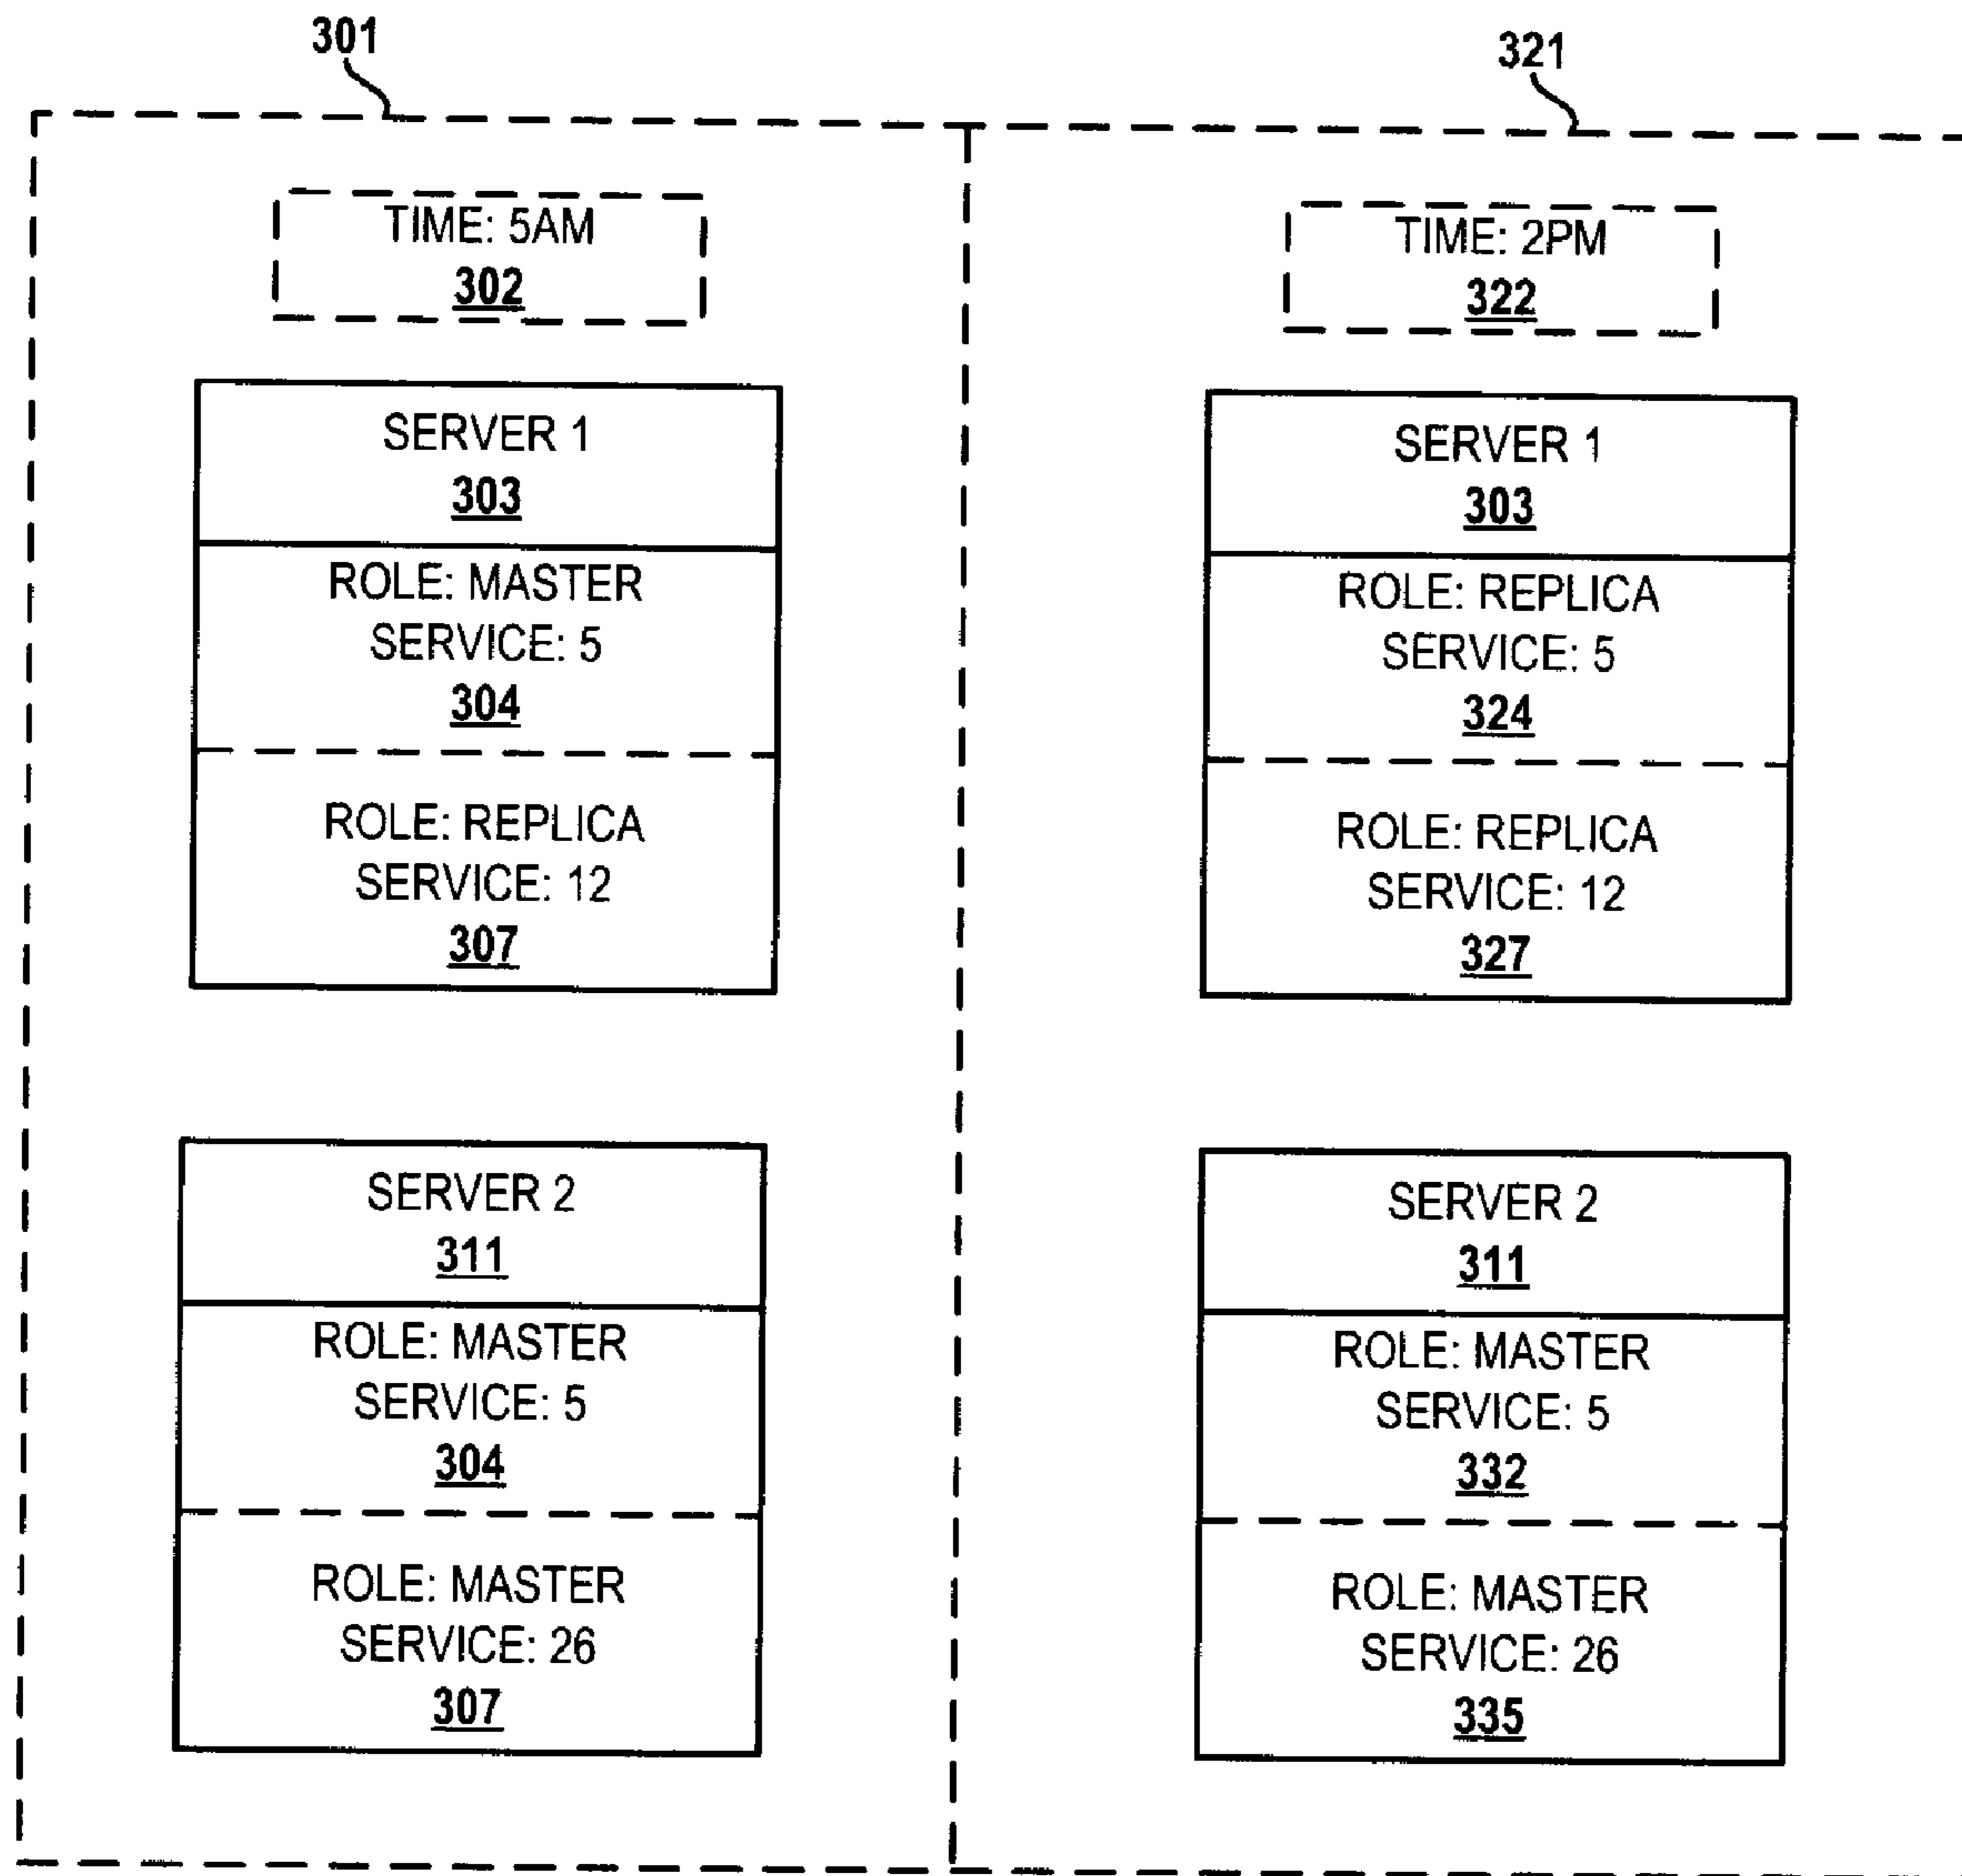 301
TIME: 5AM
302
SERVER 1
303
ROLE: MASTER
SERVICE: 5
304
ROLE: REPLICA
SERVICE: 12
307
SERVER 2
311
ROLE: MASTER
SERVICE: 5
304
ROLE: MASTER
SERVICE: 26
307
321
TIME: 2PM
322
SERVER 1
303
ROLE: REPLICA
SERVICE: 5
324
ROLE: REPLICA
SERVICE: 12
327
SERVER 2
311
ROLE: MASTER
SERVICE: 5
332
ROLE: MASTER
SERVICE: 26
335